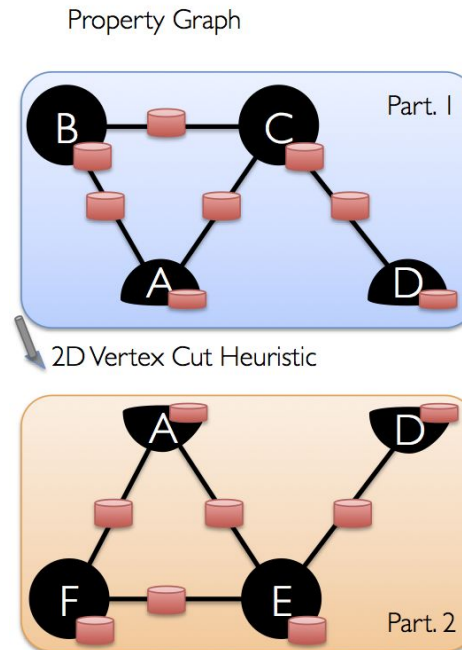 Property Graph
Part. 1
B
C
A
D
2D Vertex Cut Heuristic
A
D
F
E
Part. 2